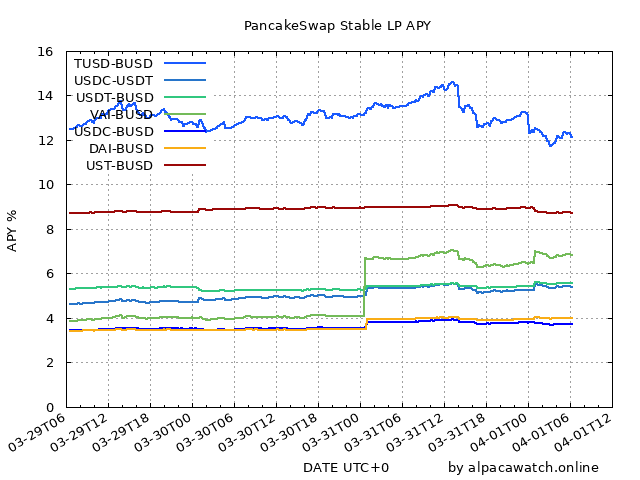 PancakeSwap Stable LP APY
16
14
12
10
8
6
4
2
0
APY %
TUSD-BUSD
USDC-USDT
USDT-BUSD
VAI-BUSD
USDC-BUSD
DAI-BUSD
UST-BUSD
03-29T06
03-29T12
03-29T18
03-30T00
03-30T06
03-30T12
03-30T18
03-31T00
03-31T06
03-31T12
03-31T18
04-01T00
04-01T06
04-01T12
DATE UTC+0
by alpacawatch.online